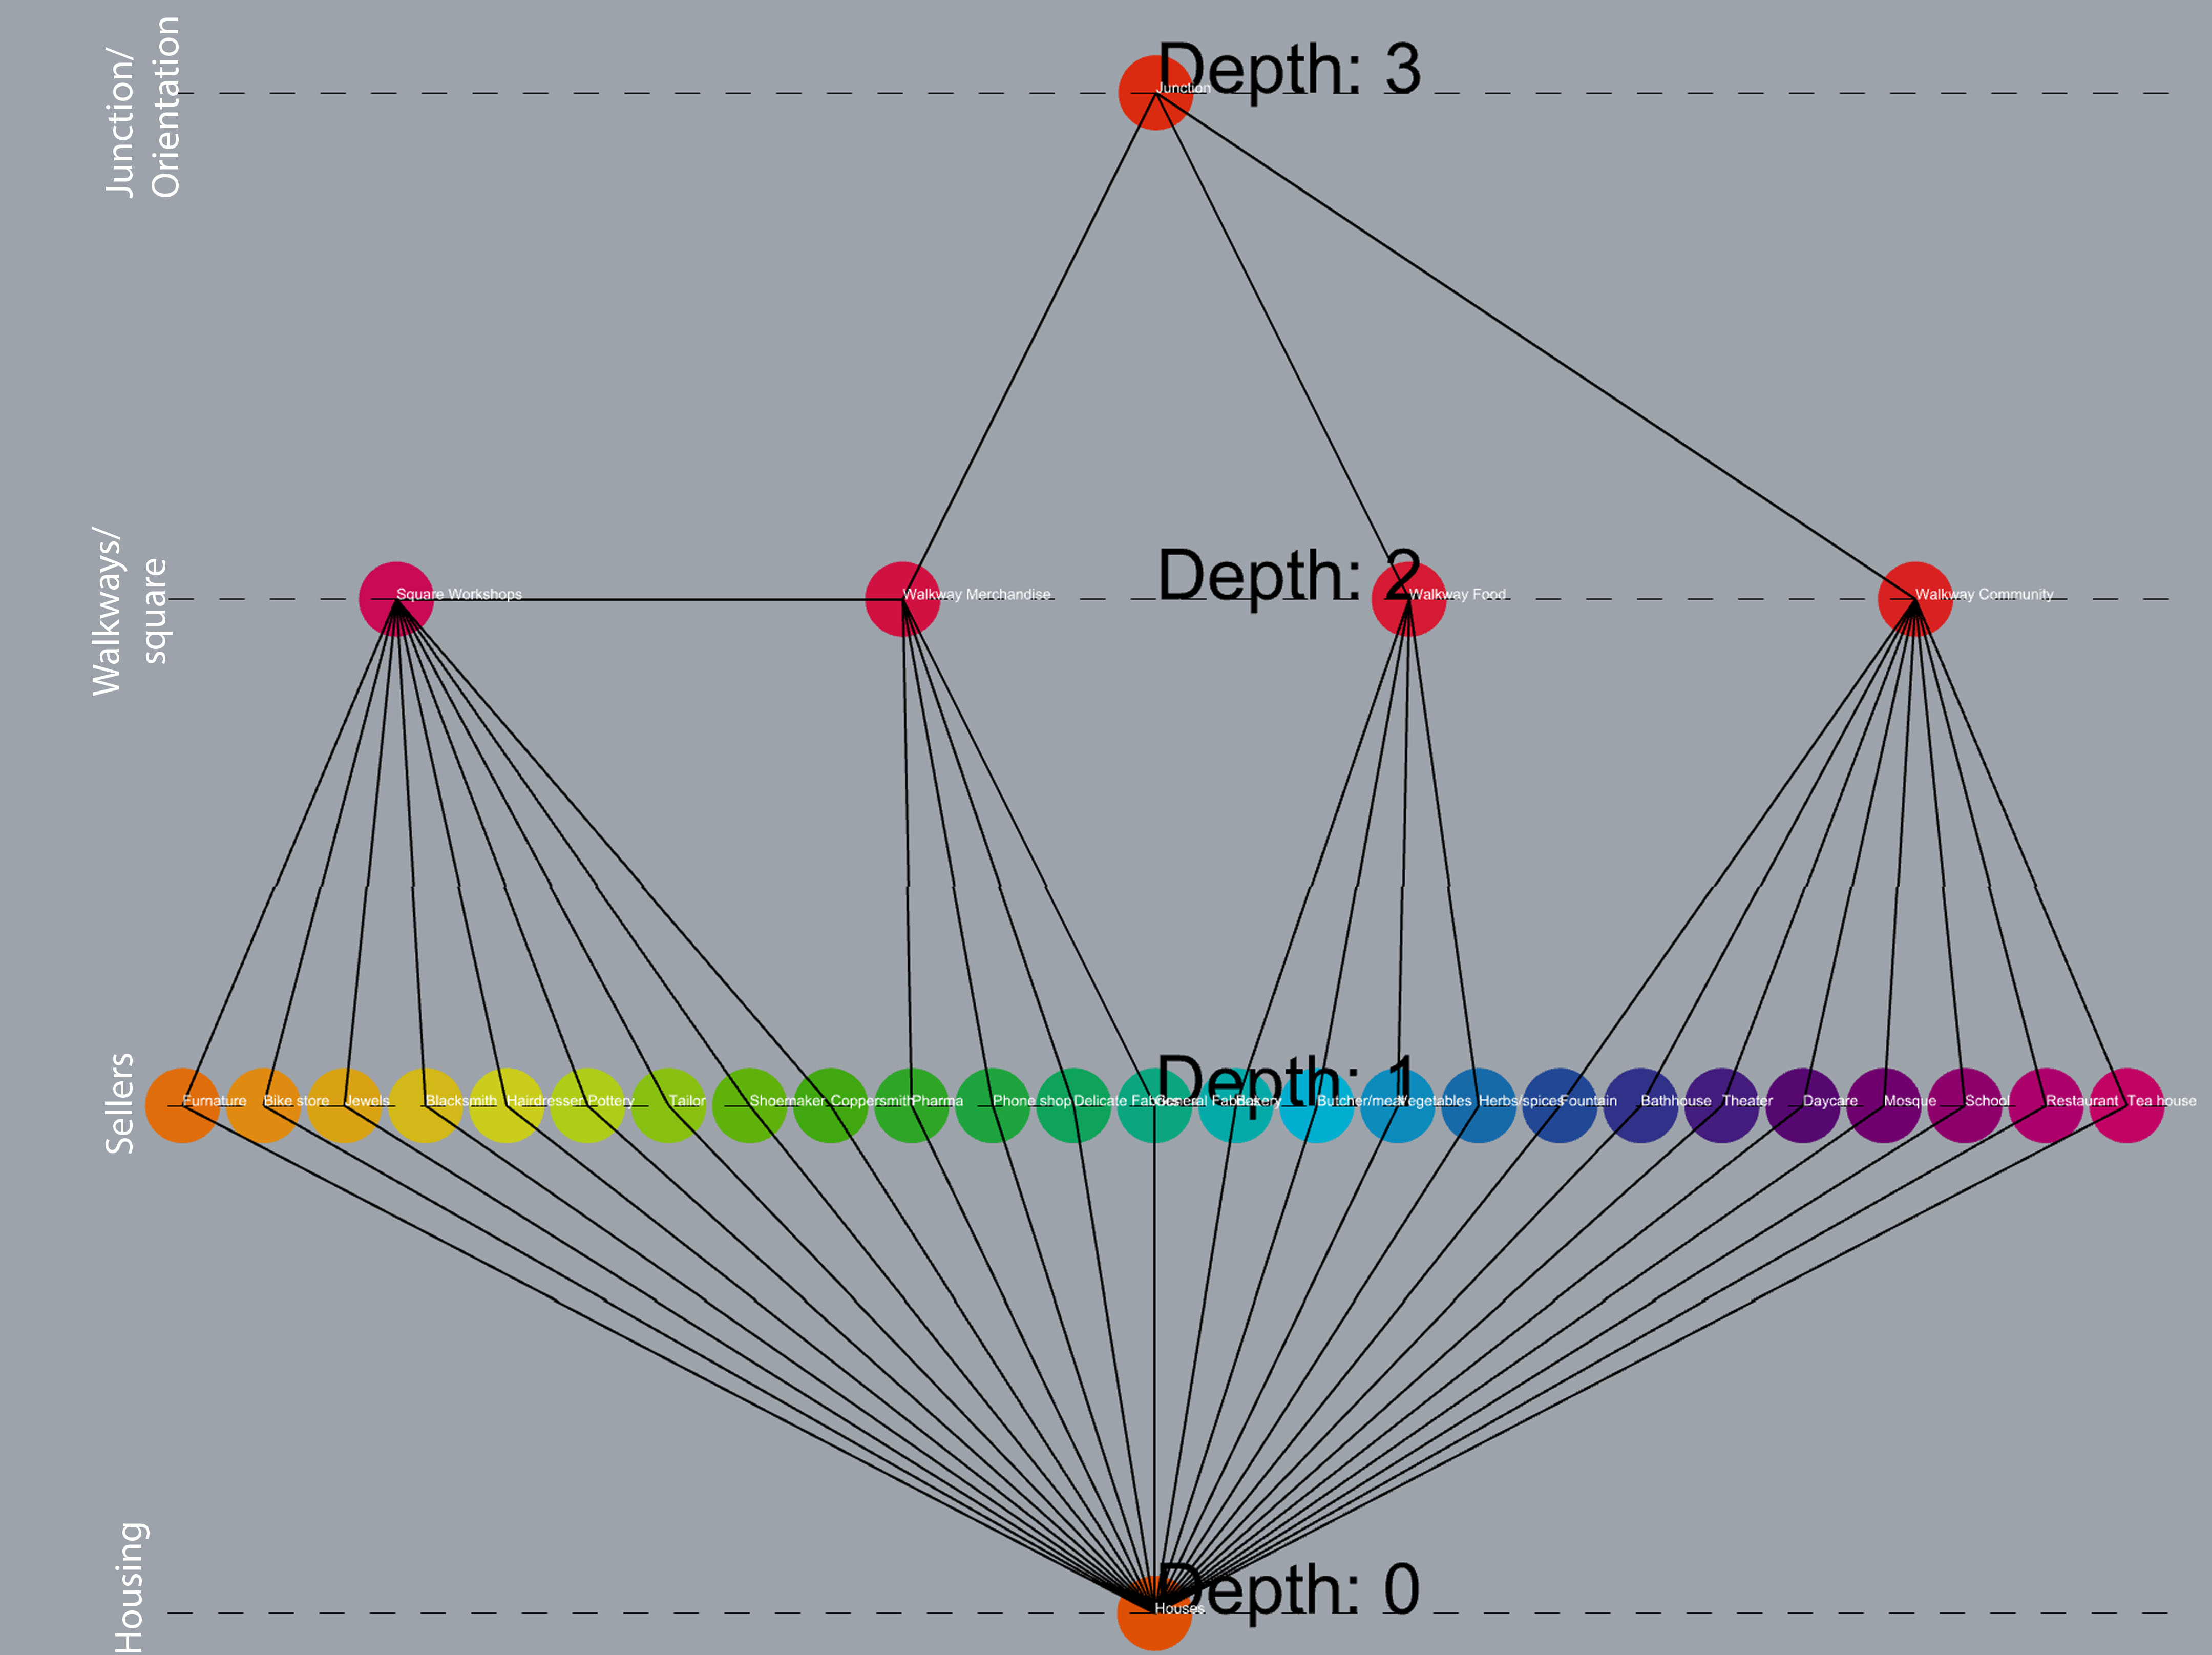 Junction/
Orientation
Depth: 3
Junction
Walkways/
square
Depth: 2
Square Workshops
Walkway Merchandise
Walkway Food
Walkway Community
Sellers
Depth: 1
Furnature
Bike store
Jewels
Blacksmith
Hairdresser
Pottery
Tailor
Shoemaker
Coppersmith
Pharma
Phone shop
Delicate Fabrics
General Fabrics
Bakery
Butcher/meat
Vegetables
Herbs/spices
Fountain
Bathhouse
Theater
Daycare
Mosque
School
Restaurant
Tea house
Housing
Depth: 0
Houses